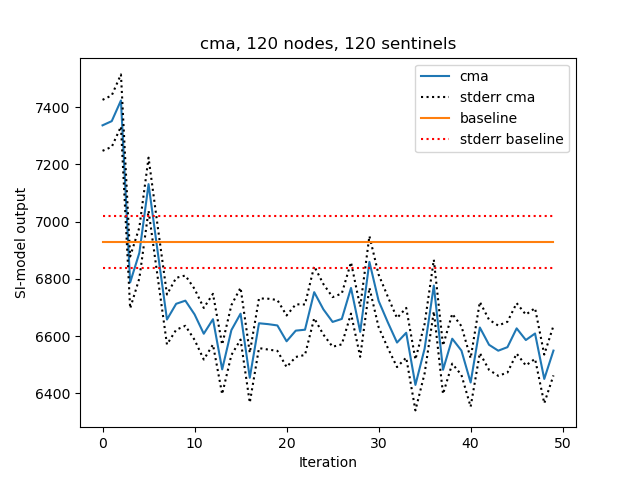 cma, 120 nodes, 120 sentinels
cma
stderr cma
baseline
stderr baseline
SI-model output
7400
7200
7000
6800
6600
6400
0 10 20 30 40 50
Iteration